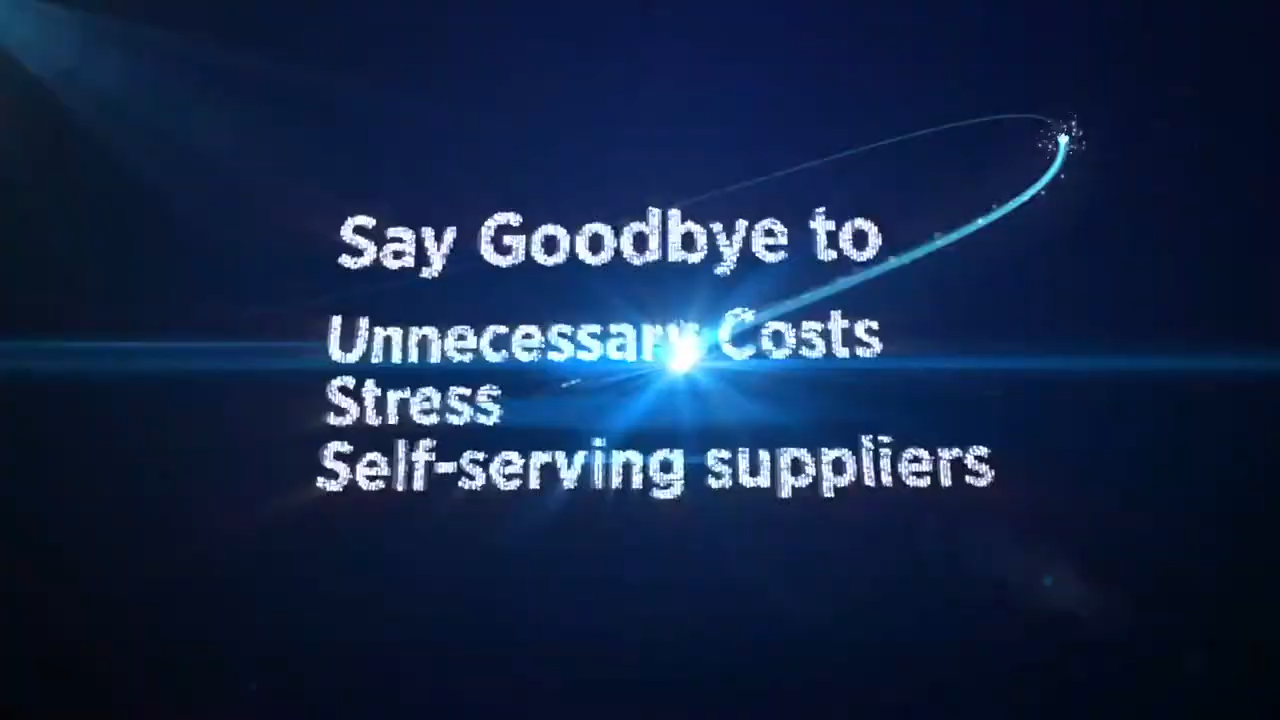 Say Goodbye to
Unnecessary Costs
Stress
Self-serving suppliers